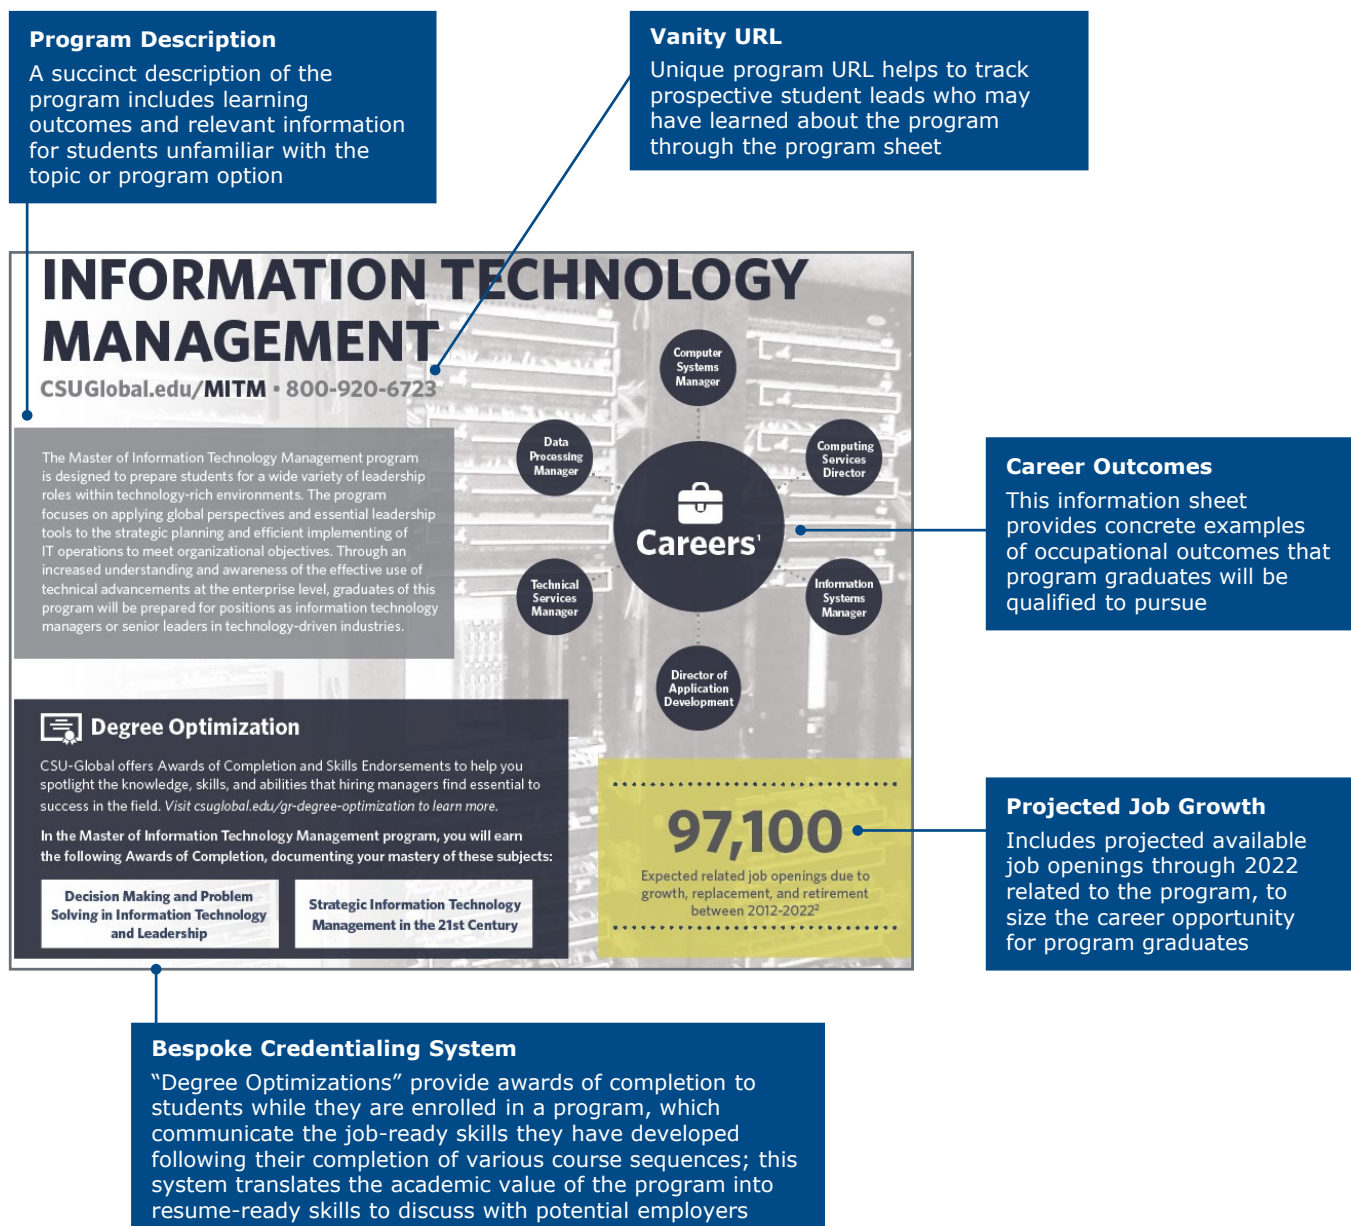 Program Description
A succinct description of the
program includes learning
outcomes and relevant information
for students unfamiliar with the
topic or program option
Vanity URL
Unique program URL helps to track
prospective student leads who may
have learned about the program
through the program sheet
INFORMATION TECHNOLOGY
MANAGEMENT
CSUGlobal.edu/MITM • 800-920-6723
The Master of Information Technology Management program
is designed to prepare students for a wide variety of leadership
roles within technology-rich environments. The program
focuses on applying global perspectives and essential leadership
tools to the strategic planning and efficient implementing of
IT operations to meet organizational objectives. Through an
increased understanding and awareness of the effective use of
technical advancements at the enterprise level, graduates of this
program will be prepared for positions as information technology
managers or senior leaders in technology-driven industries.
Computer
Systems
Manager
Data
Processing
Manager
Computing
Services
Director
Careers¹
Technical
Services
Manager
Information
Systems
Manager
Director of
Application
Development
Career Outcomes
This information sheet
provides concrete examples
of occupational outcomes that
program graduates will be
qualified to pursue
Degree Optimization
CSU-Global offers Awards of Completion and Skills Endorsements to help you
spotlight the knowledge, skills, and abilities that hiring managers find essential to
success in the field. Visit csuglobal.edu/gr-degree-optimization to learn more.
In the Master of Information Technology Management program, you will earn
the following Awards of Completion, documenting your mastery of these subjects:
Decision Making and Problem
Solving in Information Technology
and Leadership
Strategic Information Technology
Management in the 21st Century
97,100
Expected related job openings due to
growth, replacement, and retirement
between 2012-2022²
Projected Job Growth
Includes projected available
job openings through 2022
related to the program, to
size the career opportunity
for program graduates
Bespoke Credentialing System
“Degree Optimizations” provide awards of completion to
students while they are enrolled in a program, which
communicate the job-ready skills they have developed
following their completion of various course sequences; this
system translates the academic value of the program into
resume-ready skills to discuss with potential employers